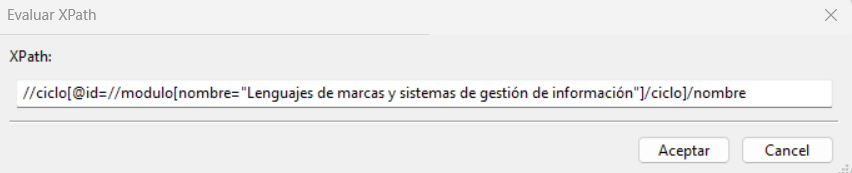 Evaluar XPath
XPath:
//ciclo[@id=//modulo[nombre="Lenguajes de marcas y sistemas de gestión de información"]/ciclo]/nombre
Aceptar
Cancel